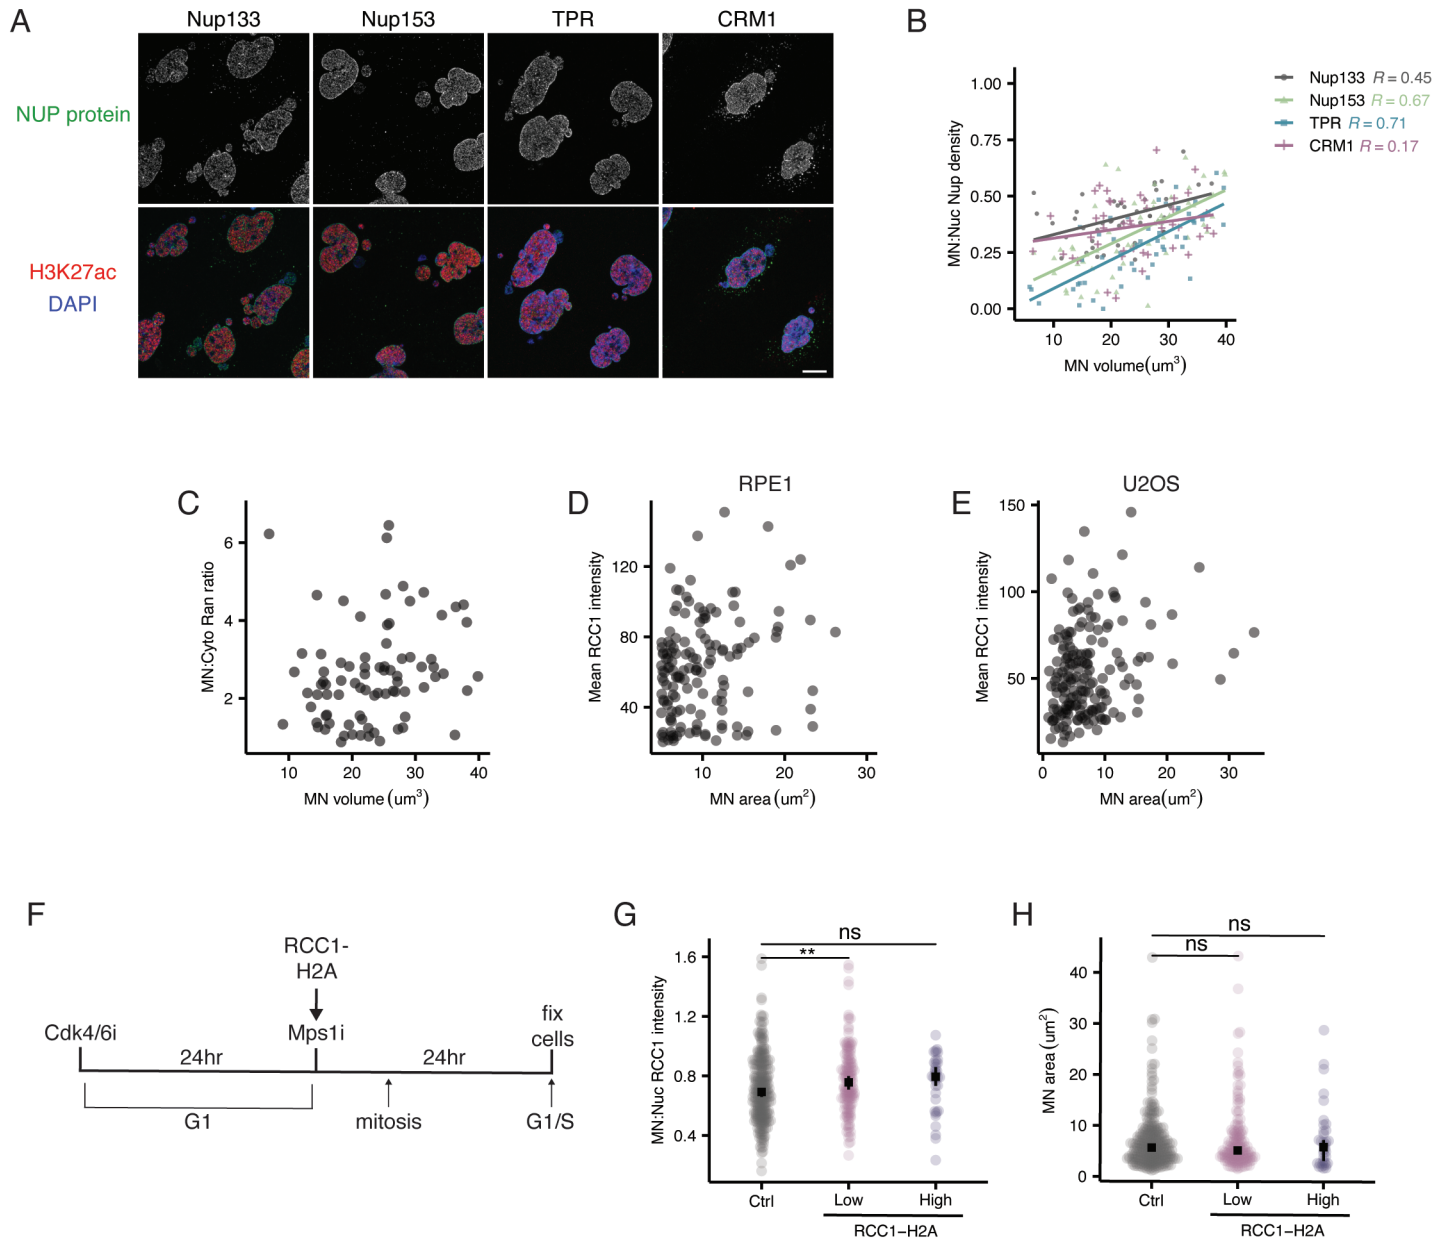 A
Nup133 Nup153 TPR CRM1
NUP protein
H3K27ac
DAPI
B
MN:Nuc Nup density
1.00
0.75
0.50
0.25
0.00
10 20 30 40
MN volume(um³)
Nup133 R = 0.45
Nup153 R = 0.67
TPR R = 0.71
CRM1 R = 0.17
C
MN:Cyto Ran ratio
6
4
2
10 20 30 40
MN volume (um³)
D
RPE1
Mean RCC1 intensity
120
80
40
10 20 30
MN area(um²)
E
U2OS
Mean RCC1 intensity
150
100
50
0 10 20 30
MN area(um²)
F
RCC1-
H2A
Cdk4/6i Mps1i fix
cells
24hr 24hr
G1 mitosis G1/S
G
MN:Nuc RCC1 intensity
ns
**
1.6
1.2
0.8
0.4
Ctrl Low High
RCC1–H2A
H
MN area (um²)
ns
ns
40
30
20
10
0
Ctrl Low High
RCC1–H2A